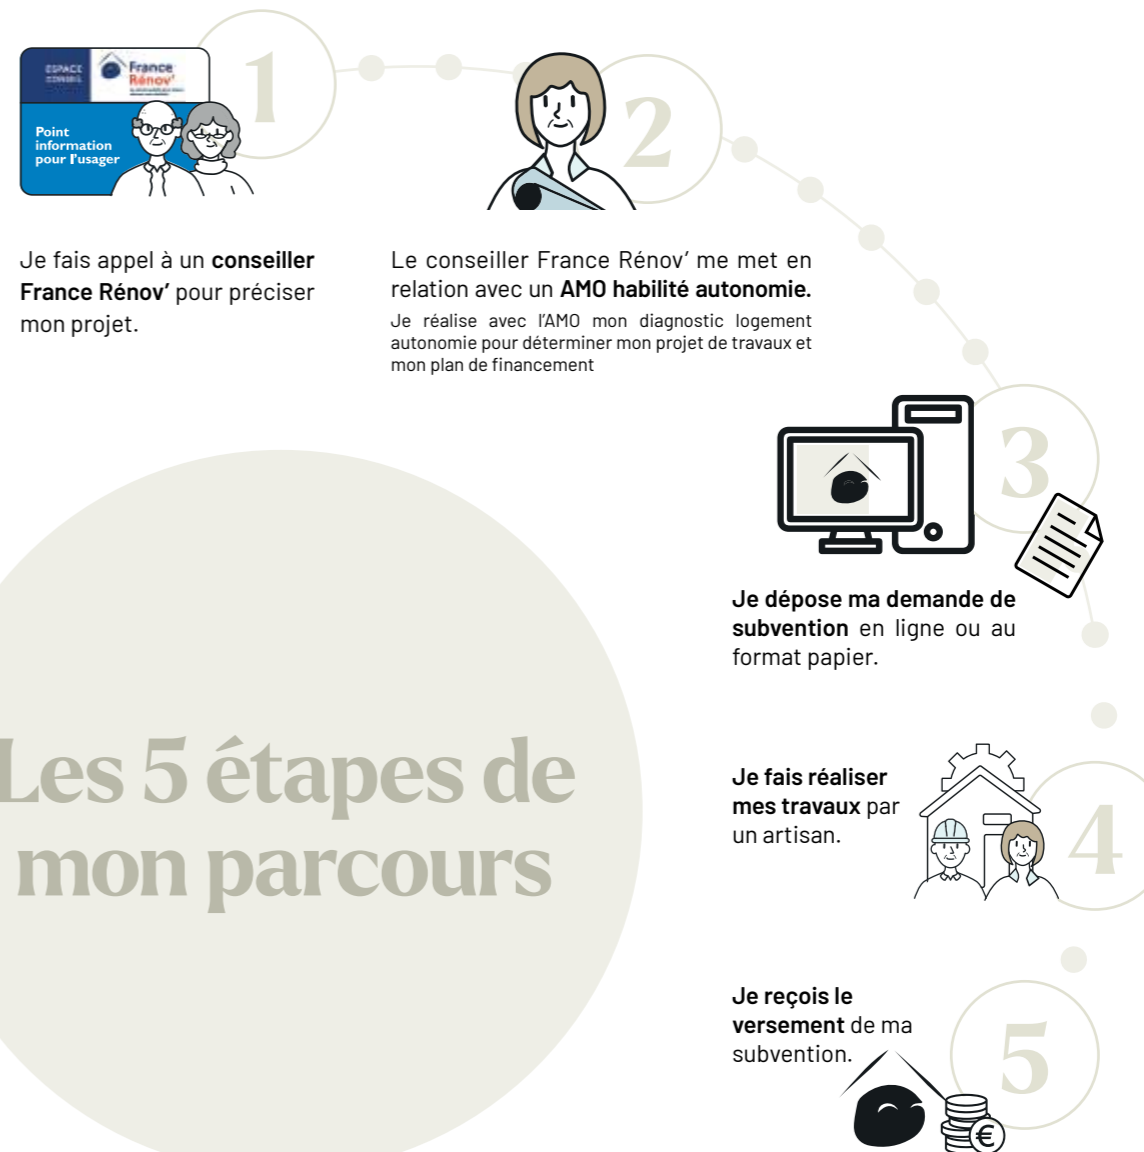 ESPACE
CONSEIL
France
Rénov'
Point
information
pour l'usager
1
Je fais appel à un conseiller
France Rénov' pour préciser
mon projet.
2
Le conseiller France Rénov' me met en
relation avec un AMO habilité autonomie.
Je réalise avec l'AMO mon diagnostic logement
autonomie pour déterminer mon projet de travaux et
mon plan de financement
3
Je dépose ma demande de
subvention en ligne ou au
format papier.
Les 5 étapes de
mon parcours
Je fais réaliser
mes travaux par
un artisan.
4
Je reçois le
versement de ma
subvention.
5
€